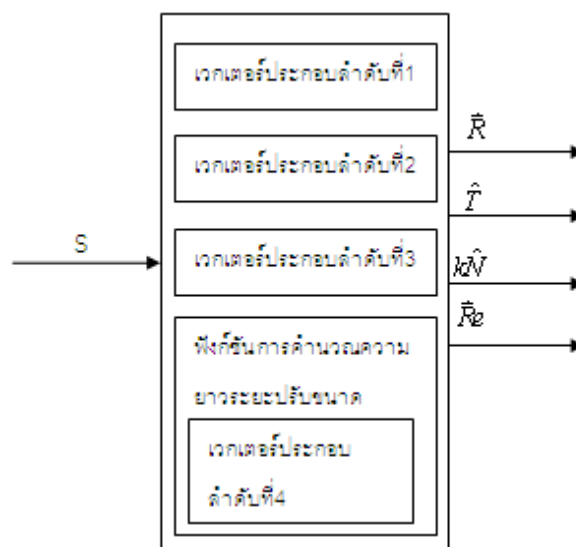 เวกเตอร์ประกอบลำดับที่1
เวกเตอร์ประกอบลำดับที่2
เวกเตอร์ประกอบลำดับที่3
ฟังก์ชันการคำนวณความ
ยาวระยะปรับขนาด
เวกเตอร์ประกอบ
ลำดับที่4
S
R
T̂
kN̂
Re